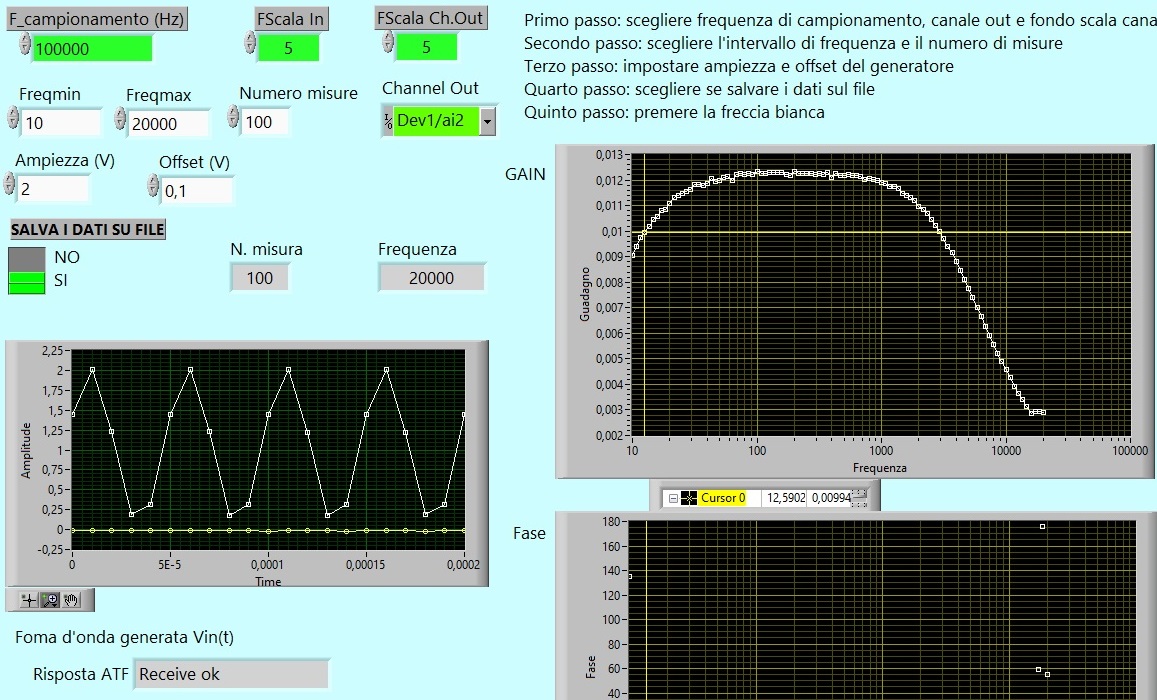 F_campionamento (Hz)
FScala In
FScala Ch.Out
100000
5
5
Primo passo: scegliere frequenza di campionamento, canale out e fondo scala cana
Secondo passo: scegliere l'intervallo di frequenza e il numero di misure
Terzo passo: impostare ampiezza e offset del generatore
Quarto passo: scegliere se salvare i dati sul file
Quinto passo: premere la freccia bianca
Freqmin
Freqmax
Numero misure
Channel Out
10
20000
100
Dev1/ai2
Ampiezza (V)
Offset (V)
2
0,1
SALVA I DATI SU FILE
NO
SI
N. misura
Frequenza
100
20000
GAIN
Guadagno
0,013
0,012
0,011
0,01
0,009
0,008
0,007
0,006
0,005
0,004
0,003
0,002
10
100
1000
10000
100000
Frequenza
Cursor 0
12,5902
0,00994
Amplitude
2,25
2
1,75
1,5
1,25
1
0,75
0,5
0,25
0
-0,25
0
5E-5
0,0001
0,00015
0,0002
Time
Fase
Fase
180
160
140
120
100
80
60
40
Foma d'onda generata Vin(t)
Risposta ATF
Receive ok